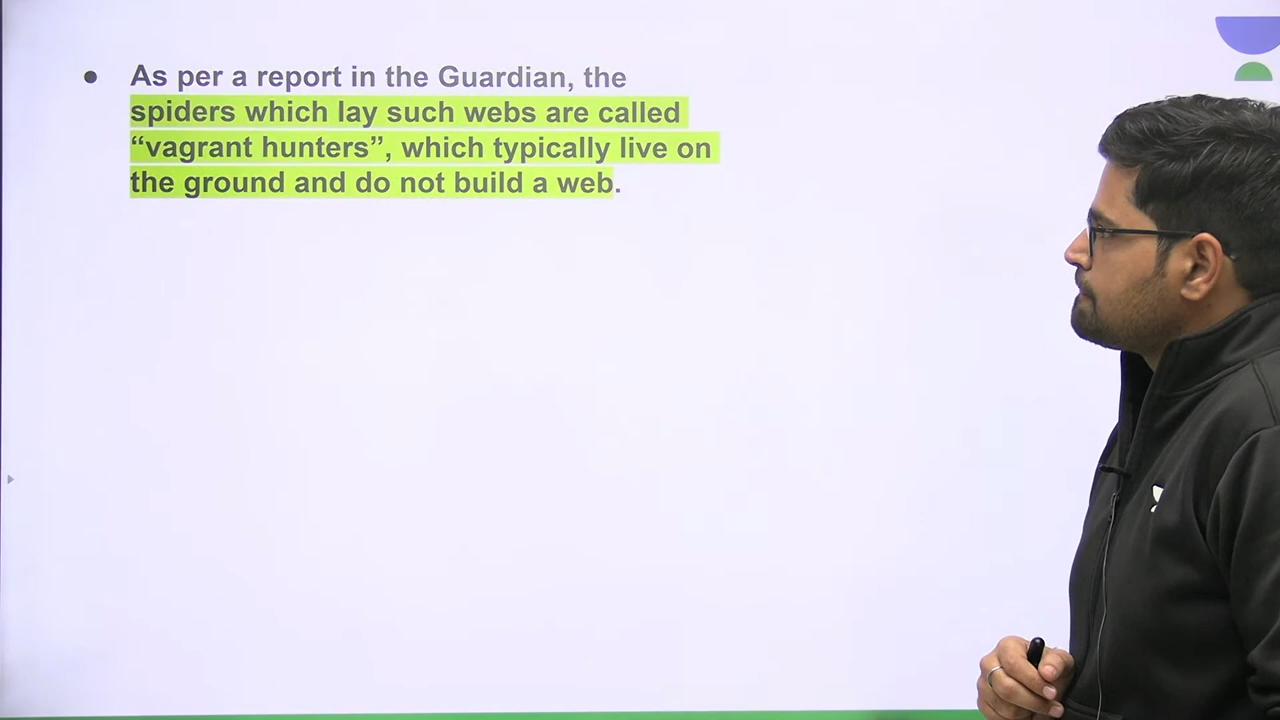 As per a report in the Guardian, the
spiders which lay such webs are called
“vagrant hunters”, which typically live on
the ground and do not build a web.